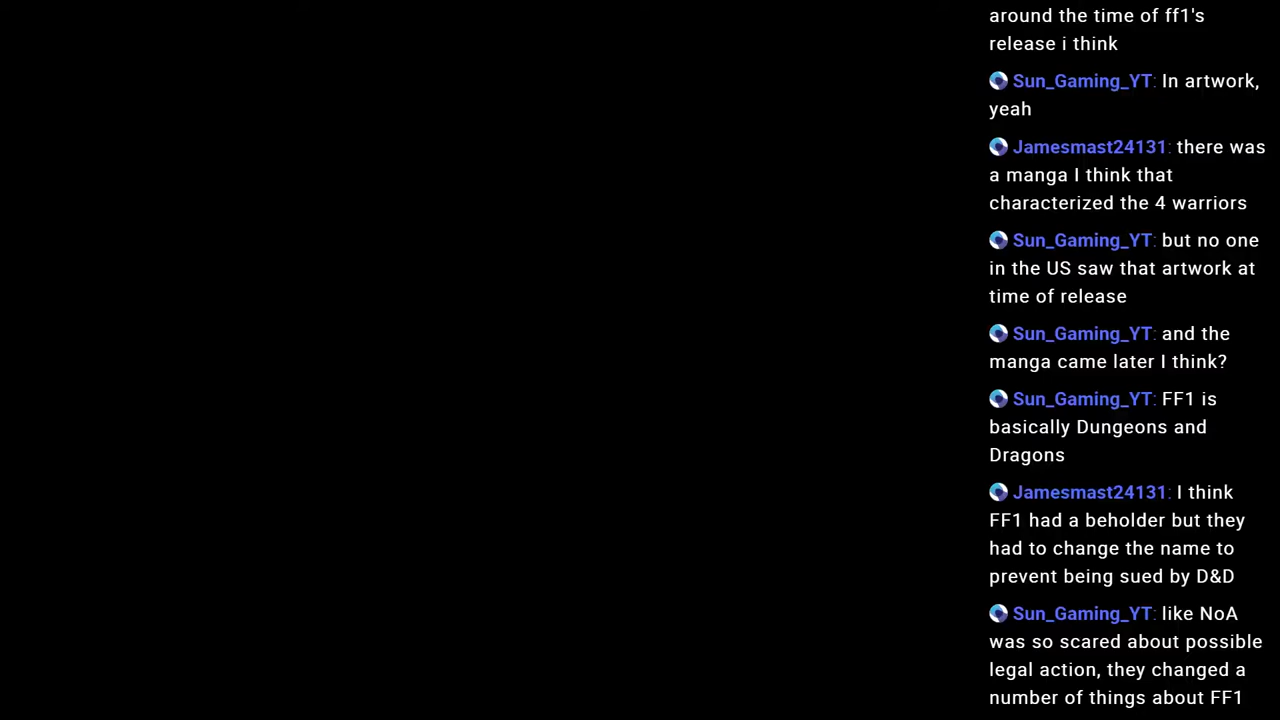 around the time of ff1's
release i think
Sun_Gaming_YT: In artwork,
yeah
Jamesmast24131: there was
a manga I think that
characterized the 4 warriors
Sun_Gaming_YT: but no one
in the US saw that artwork at
time of release
Sun_Gaming_YT: and the
manga came later I think?
Sun_Gaming_YT: FF1 is
basically Dungeons and
Dragons
Jamesmast24131: I think
FF1 had a beholder but they
had to change the name to
prevent being sued by D&D
Sun_Gaming_YT: like NoA
was so scared about possible
legal action, they changed a
number of things about FF1